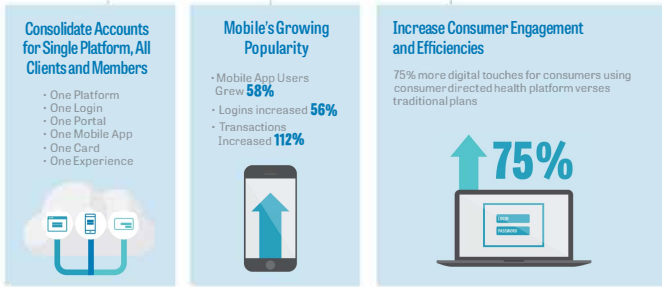 Consolidate Accounts
for Single Platform, All
Clients and Members
• One Platform
• One Login
• One Portal
• One Mobile App
• One Card
• One Experience
Mobile's Growing
Popularity
• Mobile App Users
Grew 58%
• Logins increased 56%
• Transactions
Increased 112%
Increase Consumer Engagement
and Efficiencies
75% more digital touches for consumers using
consumer directed health platform verses
traditional plans
75%
LOGIN
PASSWORD